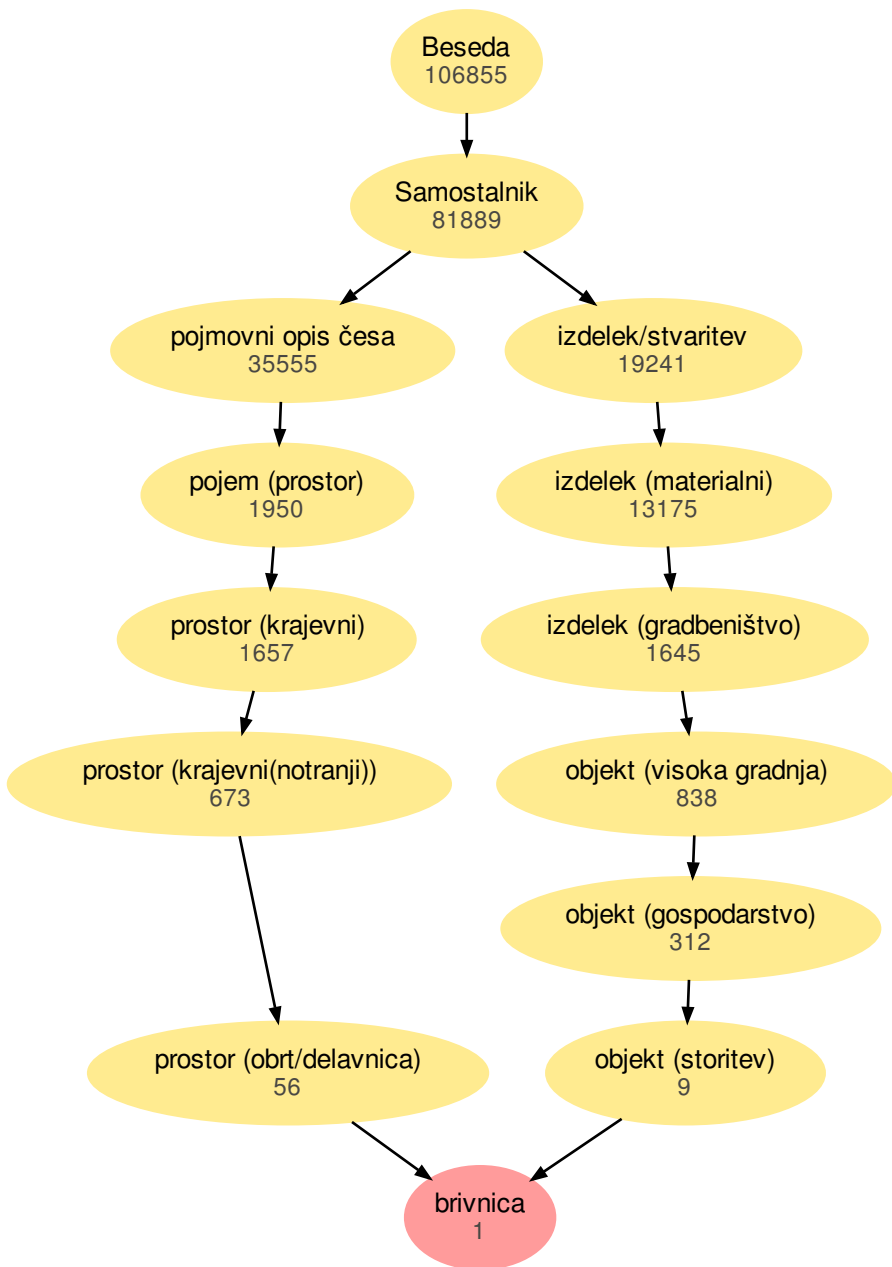 Beseda
106855
Samostalnik
81889
pojmovni opis česa
35555
izdelek/stvaritev
19241
pojem (prostor)
1950
izdelek (materialni)
13175
prostor (krajevni)
1657
izdelek (gradbeništvo)
1645
prostor (krajevni(notranji))
673
objekt (visoka gradnja)
838
objekt (gospodarstvo)
312
prostor (obrt/delavnica)
56
objekt (storitev)
9
brivnica
1